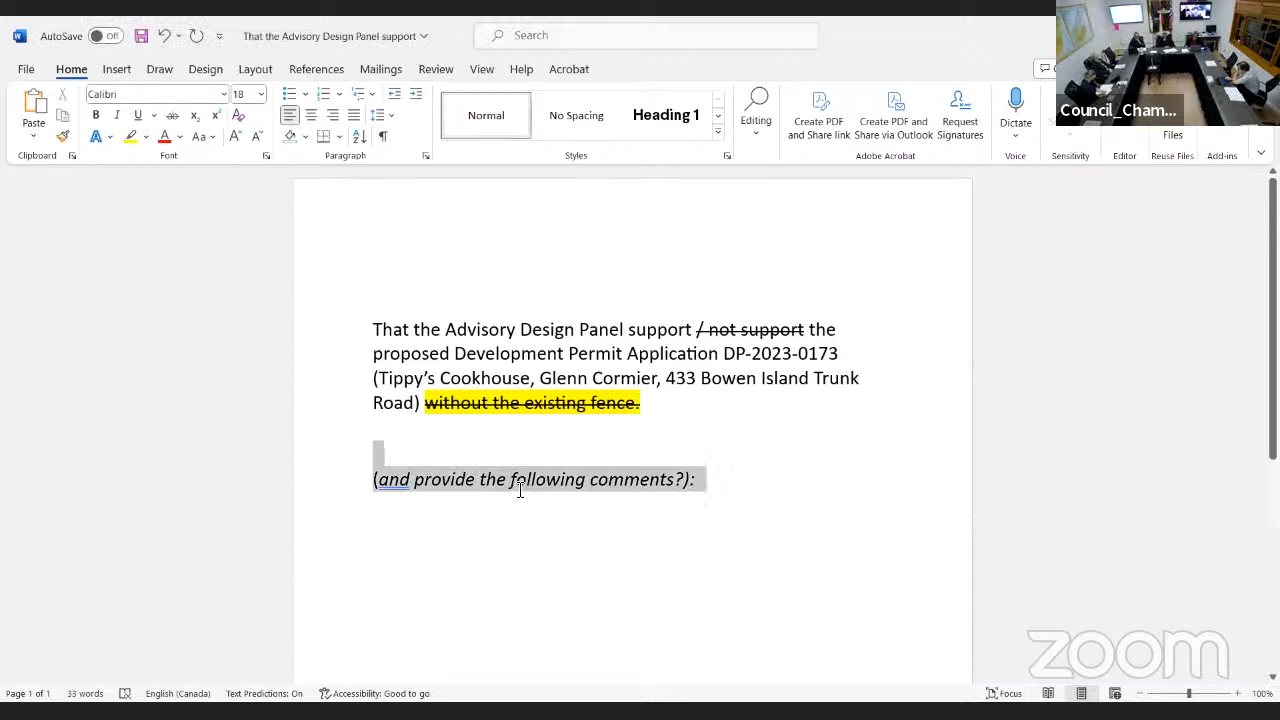 AutoSave Off That the Advisory Design Panel support Search
File Home Insert Draw Design Layout References Mailings Review View Help Acrobat
Paste
Calibri 18
B I U ab x₂ x²
A A Aa A A
Normal No Spacing Heading 1
Editing
Create PDF and Share link
Create PDF and Share via Outlook
Request Signatures
Dictate
Files
Clipboard Font Paragraph Styles Adobe Acrobat Voice Sensitivity Editor Reuse Files Add-ins
Council_Cham...
That the Advisory Design Panel support / not support the
proposed Development Permit Application DP-2023-0173
(Tippy’s Cookhouse, Glenn Cormier, 433 Bowen Island Trunk
Road) without the existing fence.
(and provide the following comments?):
zoom
Page 1 of 1 33 words English (Canada) Text Predictions: On Accessibility: Good to go Focus 100%